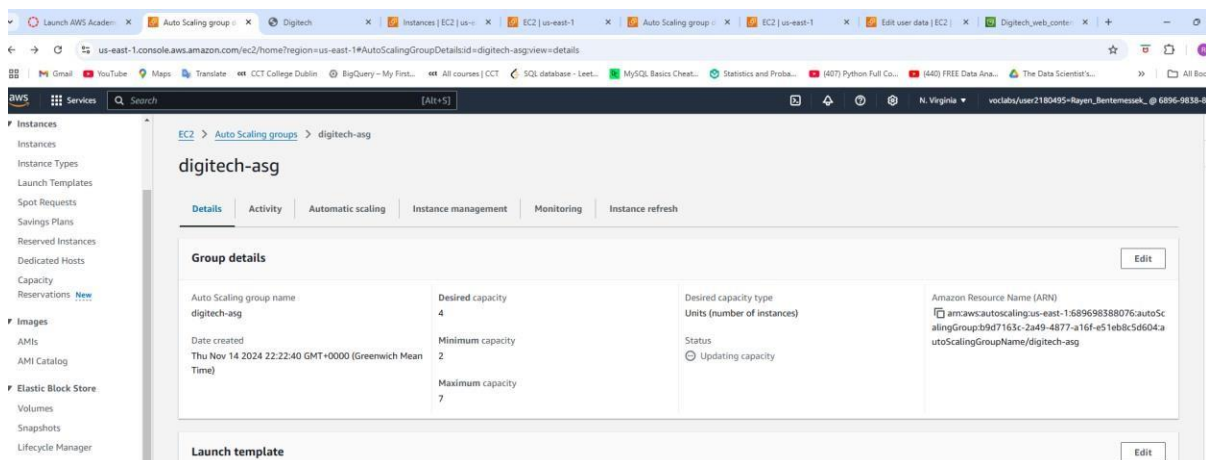 Launch AWS Academ
Auto Scaling group d
Digitech
Instances | EC2 | us-e
EC2 | us-east-1
Auto Scaling group d
EC2 | us-east-1
Edit user data | EC2 |
Digitech_web_conten
us-east-1.console.aws.amazon.com/ec2/home?region=us-east-1#AutoScalingGroupDetails:id=digitech-asg;view=details
Gmail
YouTube
Maps
Translate
CCT College Dublin
BigQuery – My First...
All courses | CCT
SQL database - Leet...
MySQL Basics Cheat...
Statistics and Proba...
(407) Python Full Co...
(440) FREE Data Ana...
The Data Scientist's...
All Boo
aws
Services
Search
[Alt+S]
N. Virginia
voclabs/user2180495=Rayen_Bentemessek_ @ 6896-9838-8
Instances
Instances
Instance Types
Launch Templates
Spot Requests
Savings Plans
Reserved Instances
Dedicated Hosts
Capacity
Reservations New
Images
AMIs
AMI Catalog
Elastic Block Store
Volumes
Snapshots
Lifecycle Manager
EC2 > Auto Scaling groups > digitech-asg
digitech-asg
Details
Activity
Automatic scaling
Instance management
Monitoring
Instance refresh
Group details
Edit
Auto Scaling group name
digitech-asg
Date created
Thu Nov 14 2024 22:22:40 GMT+0000 (Greenwich Mean
Time)
Desired capacity
4
Minimum capacity
2
Maximum capacity
7
Desired capacity type
Units (number of instances)
Status
Updating capacity
Amazon Resource Name (ARN)
arn:aws:autoscaling:us-east-1:689698388076:autoSc
alingGroup:b9d7163c-2a49-4877-a16f-e51eb8c5d604:a
utoScalingGroupName/digitech-asg
Launch template
Edit